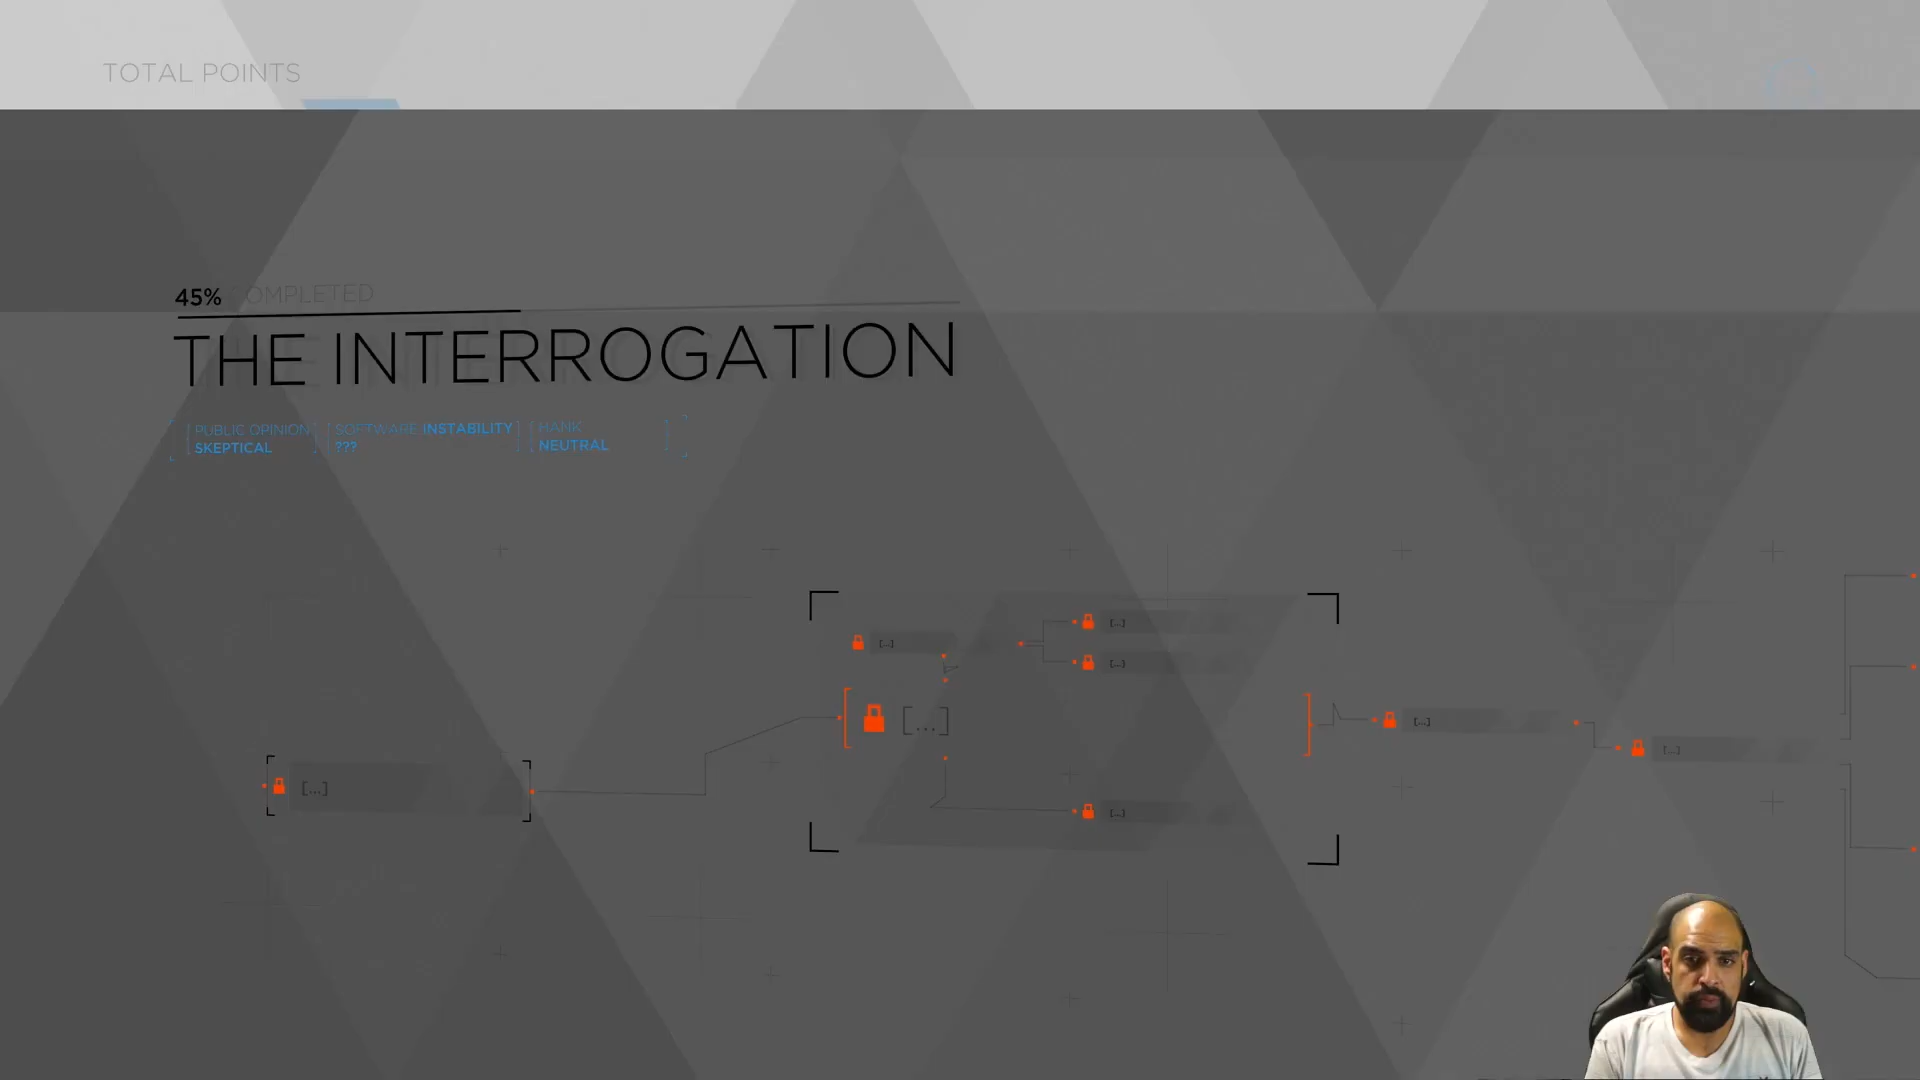 TOTAL POINTS
45% COMPLETED
THE INTERROGATION
PUBLIC OPINION
SKEPTICAL
SOFTWARE INSTABILITY
???
HANK
NEUTRAL
[...]
[...]
[...]
[...]
[...]
[...]
[...]
[...]